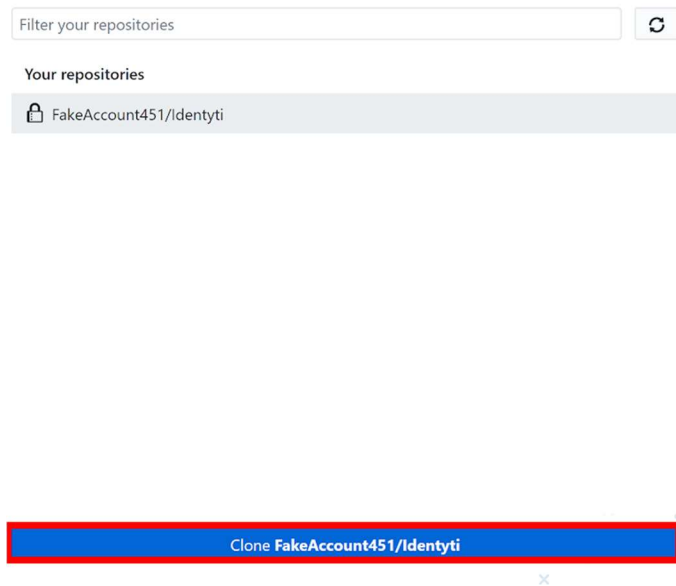 Filter your repositories
Your repositories
FakeAccount451/Identyti
Clone FakeAccount451/Identyti